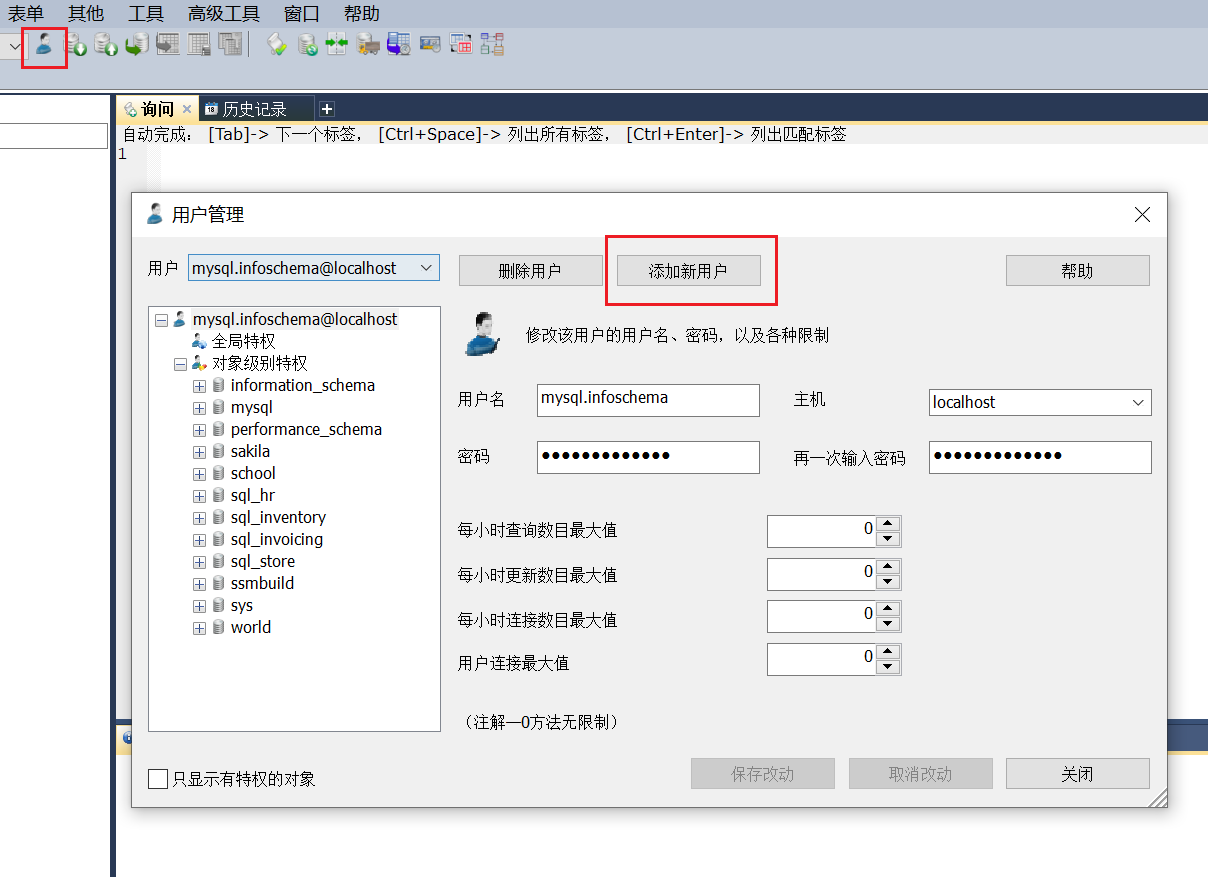 表单 其他 工具 高级工具 窗口 帮助
询问 历史记录
自动完成: [Tab]-> 下一个标签, [Ctrl+Space]-> 列出所有标签, [Ctrl+Enter]-> 列出匹配标签
1
用户管理
用户 mysql.infoschema@localhost 删除用户 添加新用户 帮助
mysql.infoschema@localhost
全局特权
对象级别特权
information_schema
mysql
performance_schema
sakila
school
sql_hr
sql_inventory
sql_invoicing
sql_store
ssmbuild
sys
world
修改该用户的用户名、密码，以及各种限制
用户名 mysql.infoschema 主机 localhost
密码 ●●●●●●●●●●●●● 再一次输入密码 ●●●●●●●●●●●●●
每小时查询数目最大值 0
每小时更新数目最大值 0
每小时连接数目最大值 0
用户连接最大值 0
（注解—0方法无限制）
只显示有特权的对象 保存改动 取消改动 关闭